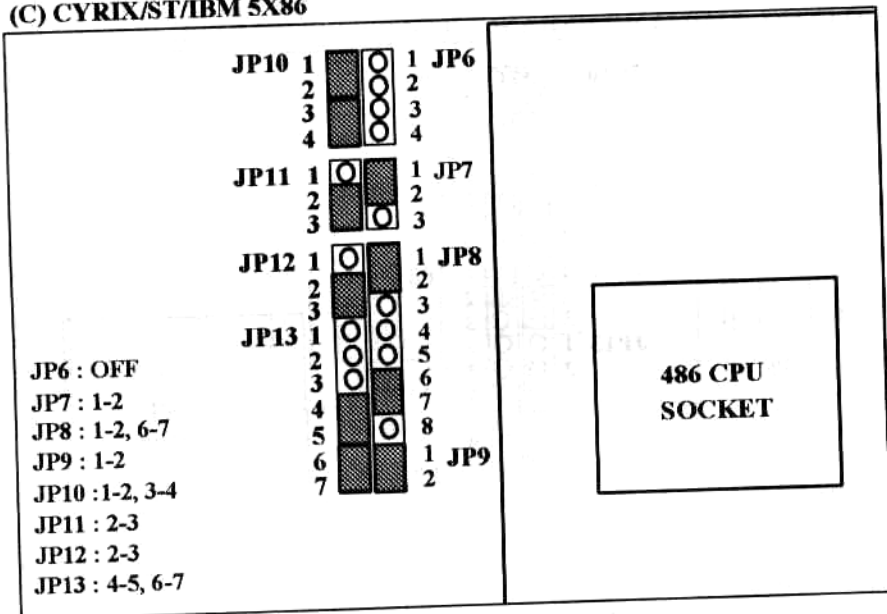 (C) CYRIX/ST/IBM 5X86
JP10 1 1 JP6
2 2
3 3
4 4
JP11 1 1 JP7
2 2
3 3
JP12 1 1 JP8
2 2
3 3
JP13 1 4
2 5
3 6
4 7
5 8
6 1 JP9
7 2
JP6 : OFF
JP7 : 1-2
JP8 : 1-2, 6-7
JP9 : 1-2
JP10 :1-2, 3-4
JP11 : 2-3
JP12 : 2-3
JP13 : 4-5, 6-7
486 CPU
SOCKET